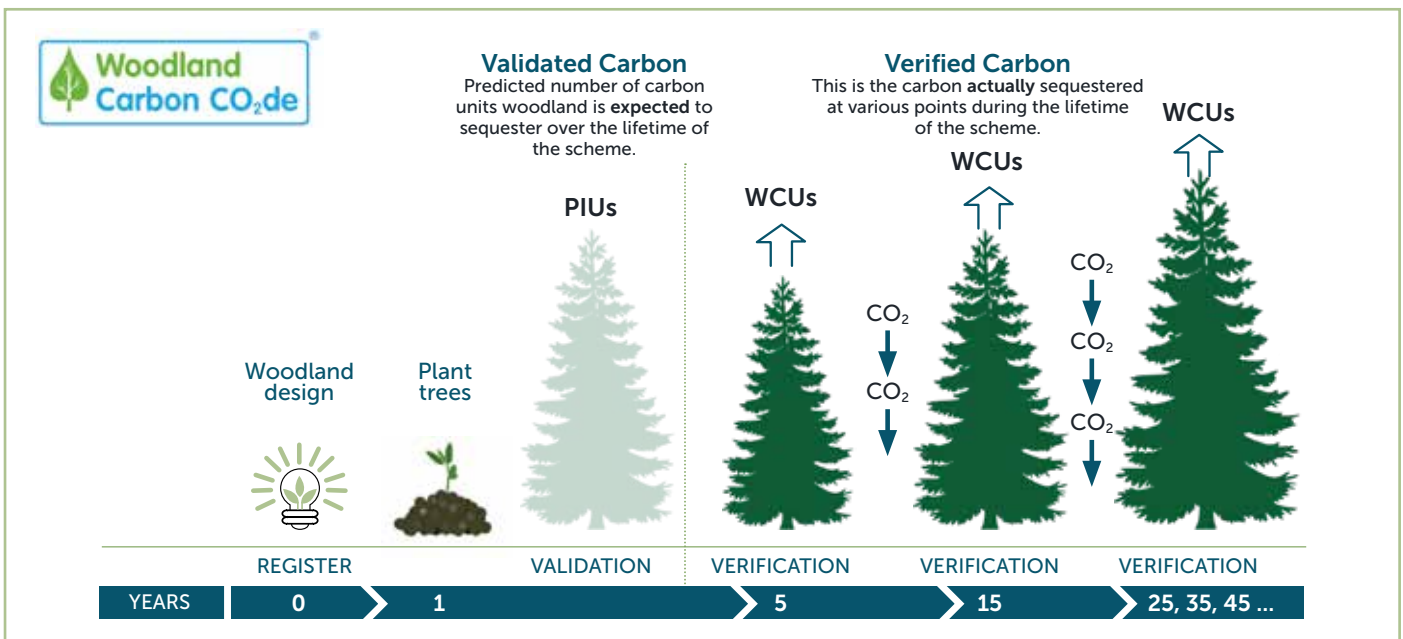 Woodland
Carbon CO₂de
®
Validated Carbon
Predicted number of carbon
units woodland is expected to
sequester over the lifetime of
the scheme.
Verified Carbon
This is the carbon actually sequestered
at various points during the lifetime
of the scheme.
PIUs
WCUs
WCUs
WCUs
CO₂
CO₂
CO₂
CO₂
CO₂
Woodland
design
Plant
trees
REGISTER
VALIDATION
VERIFICATION
VERIFICATION
VERIFICATION
YEARS
0
1
5
15
25, 35, 45 ...